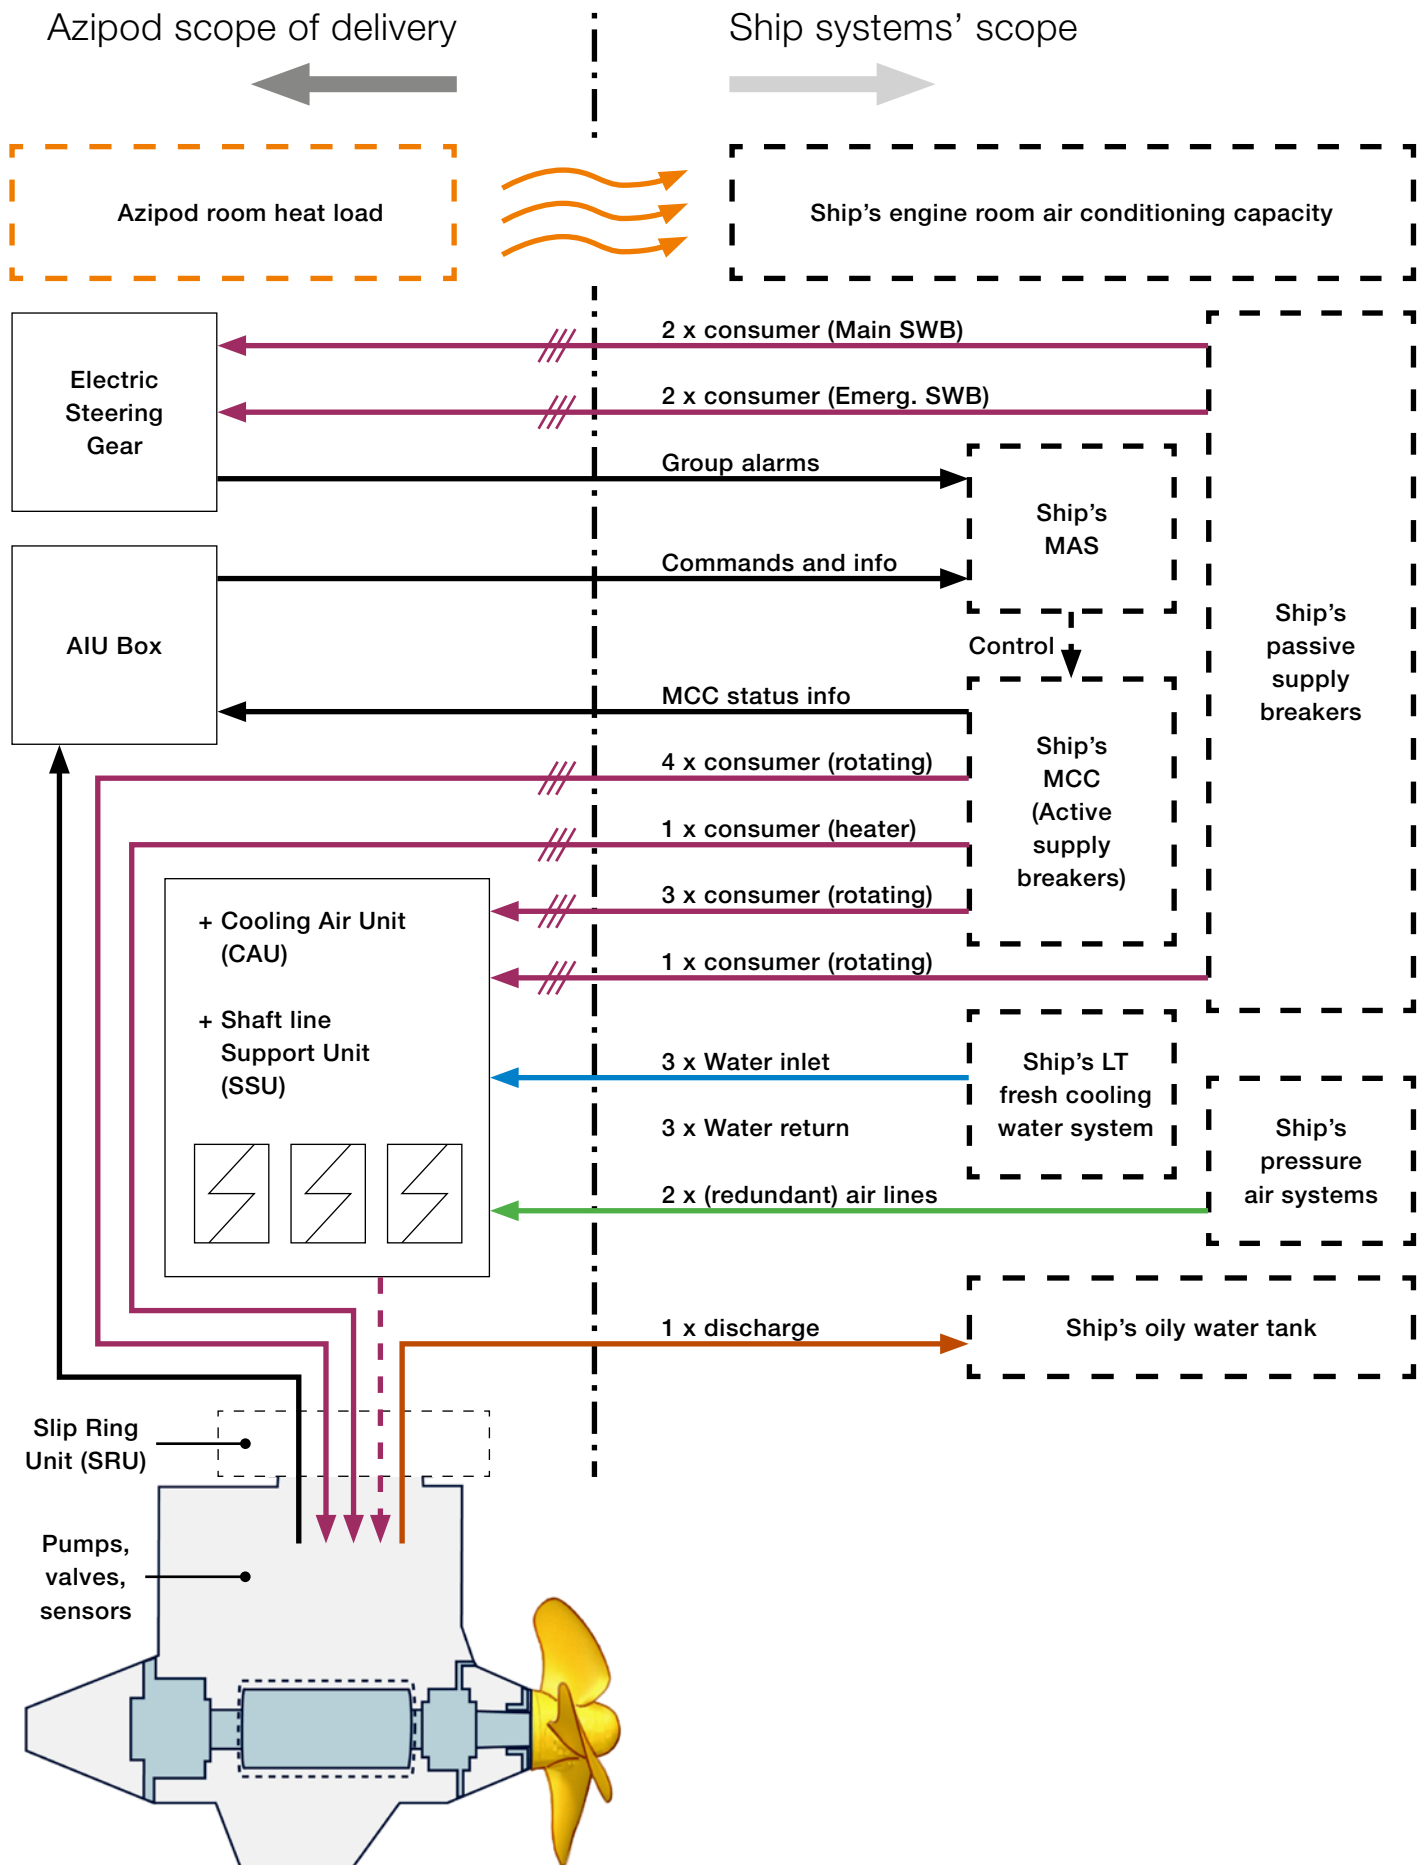 Azipod scope of delivery
Ship systems’ scope
Azipod room heat load
Ship’s engine room air conditioning capacity
Electric
Steering
Gear
2 x consumer (Main SWB)
2 x consumer (Emerg. SWB)
Group alarms
Ship’s
MAS
AIU Box
Commands and info
Control
MCC status info
Ship’s
passive
supply
breakers
Ship’s
MCC
(Active
supply
breakers)
4 x consumer (rotating)
1 x consumer (heater)
3 x consumer (rotating)
1 x consumer (rotating)
+ Cooling Air Unit
(CAU)
+ Shaft line
Support Unit
(SSU)
3 x Water inlet
3 x Water return
Ship’s LT
fresh cooling
water system
Ship’s
pressure
air systems
2 x (redundant) air lines
1 x discharge
Ship’s oily water tank
Slip Ring
Unit (SRU)
Pumps,
valves,
sensors